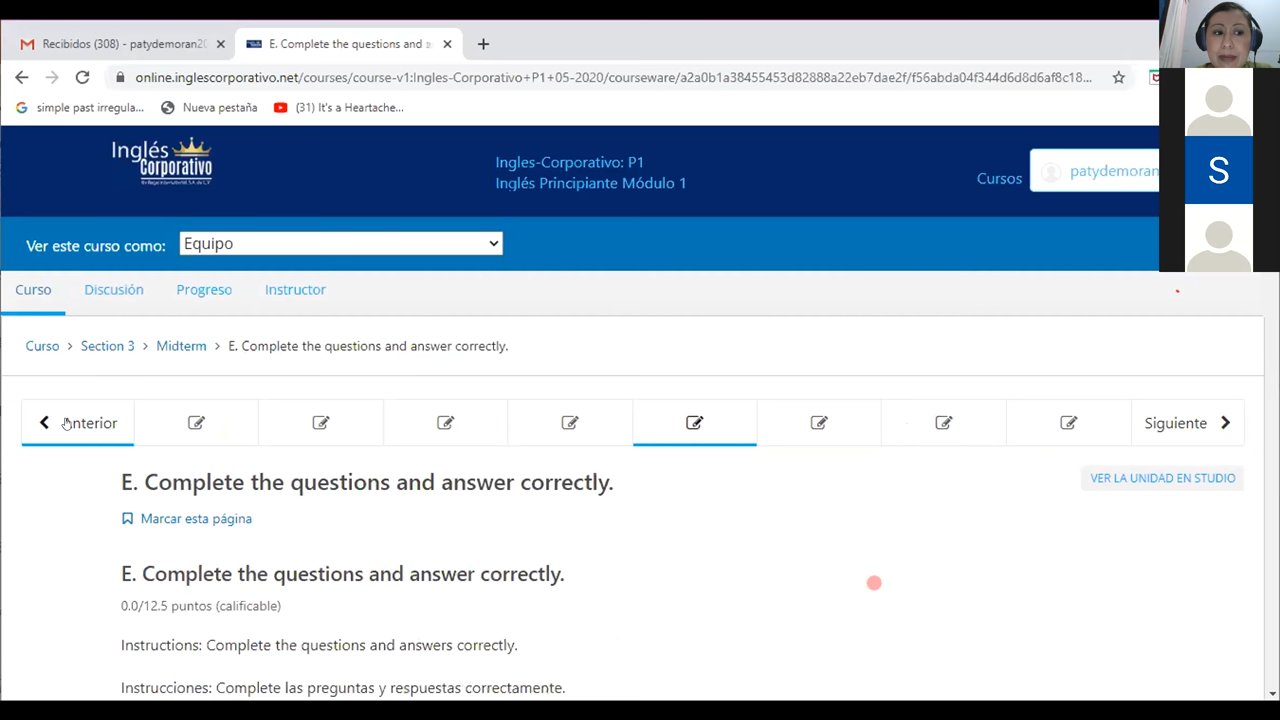 Recibidos (308) - patydemoran20
E. Complete the questions and a
online.inglescorporativo.net/courses/course-v1:Ingles-Corporativo+P1+05-2020/courseware/a2a0b1a38455453d82888a22eb7dae2f/f56abda04f344d6d8d6af8c18...
simple past irregula...
Nueva pestaña
(31) It's a Heartache...
Inglés
Corporativo
Ingles-Corporativo: P1
Inglés Principiante Módulo 1
Cursos
patydemoran
S
Ver este curso como:
Equipo
Curso
Discusión
Progreso
Instructor
Curso > Section 3 > Midterm > E. Complete the questions and answer correctly.
Anterior
Siguiente
E. Complete the questions and answer correctly.
VER LA UNIDAD EN STUDIO
Marcar esta página
E. Complete the questions and answer correctly.
0.0/12.5 puntos (calificable)
Instructions: Complete the questions and answers correctly.
Instrucciones: Complete las preguntas y respuestas correctamente.